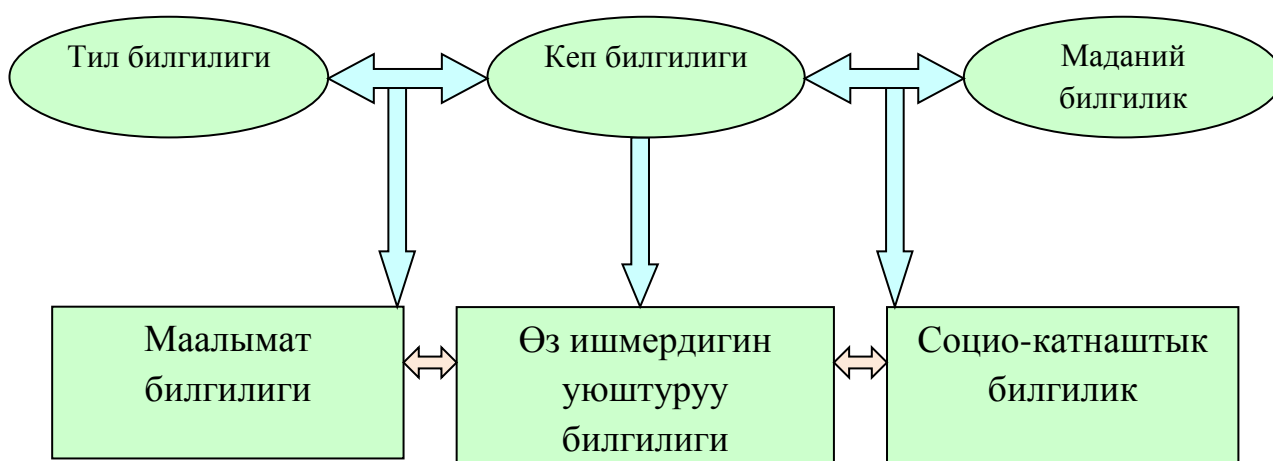 Тил билгилиги
Кеп билгилиги
Маданий
билгилик
Маалымат
билгилиги
Өз ишмердигин
уюштуруу
билгилиги
Социо-катнаштык
билгилик